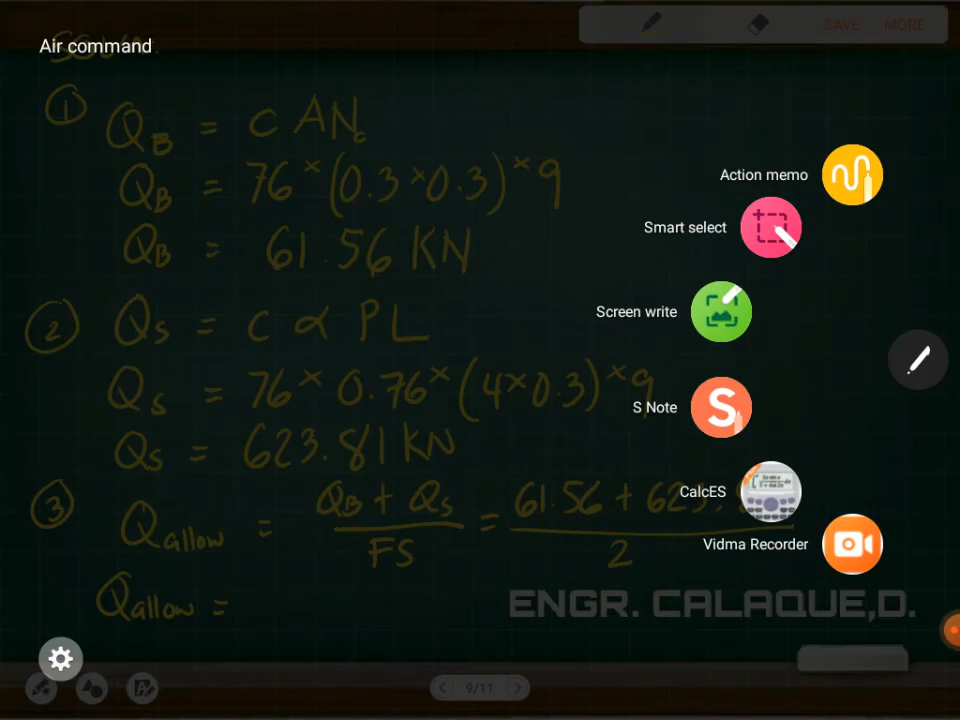 Air command
SAVE MORE
①
Q_B = c A N_c
Q_B = 76 × (0.3 × 0.3) × 9
Q_B = 61.56 KN
② Q_s = c α P L
Q_s = 76 × 0.76 × (4 × 0.3) × 9
Q_s = 623.81 KN
③ Q_allow = Q_B + Q_s / FS = 61.56 + 623. / 2
Q_allow =
Action memo
Smart select
Screen write
S Note
S
CalcES
Vidma Recorder
ENGR. CALAQUE,D.
9/11